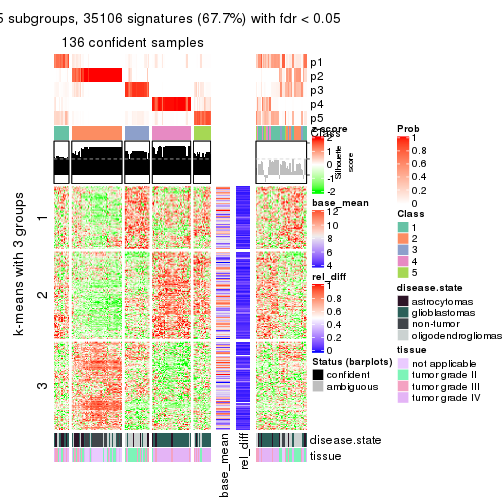 5 subgroups, 35106 signatures (67.7%) with fdr < 0.05
136 confident samples
p1
p2
p3
p4
p5
Class
z-score
2
1
0
-1
-2
Silhouette
score
k-means with 3 groups
1
2
3
base_mean
12
10
8
6
4
rel_diff
1
0.8
0.6
0.4
0.2
0
Status (barplots)
confident
ambiguous
Prob
1
0.8
0.6
0.4
0.2
0
Class
1
2
3
4
5
disease.state
astrocytomas
glioblastomas
non-tumor
oligodendrogliomas
tissue
not applicable
tumor grade II
tumor grade III
tumor grade IV
disease.state
tissue
base_mean
rel_diff